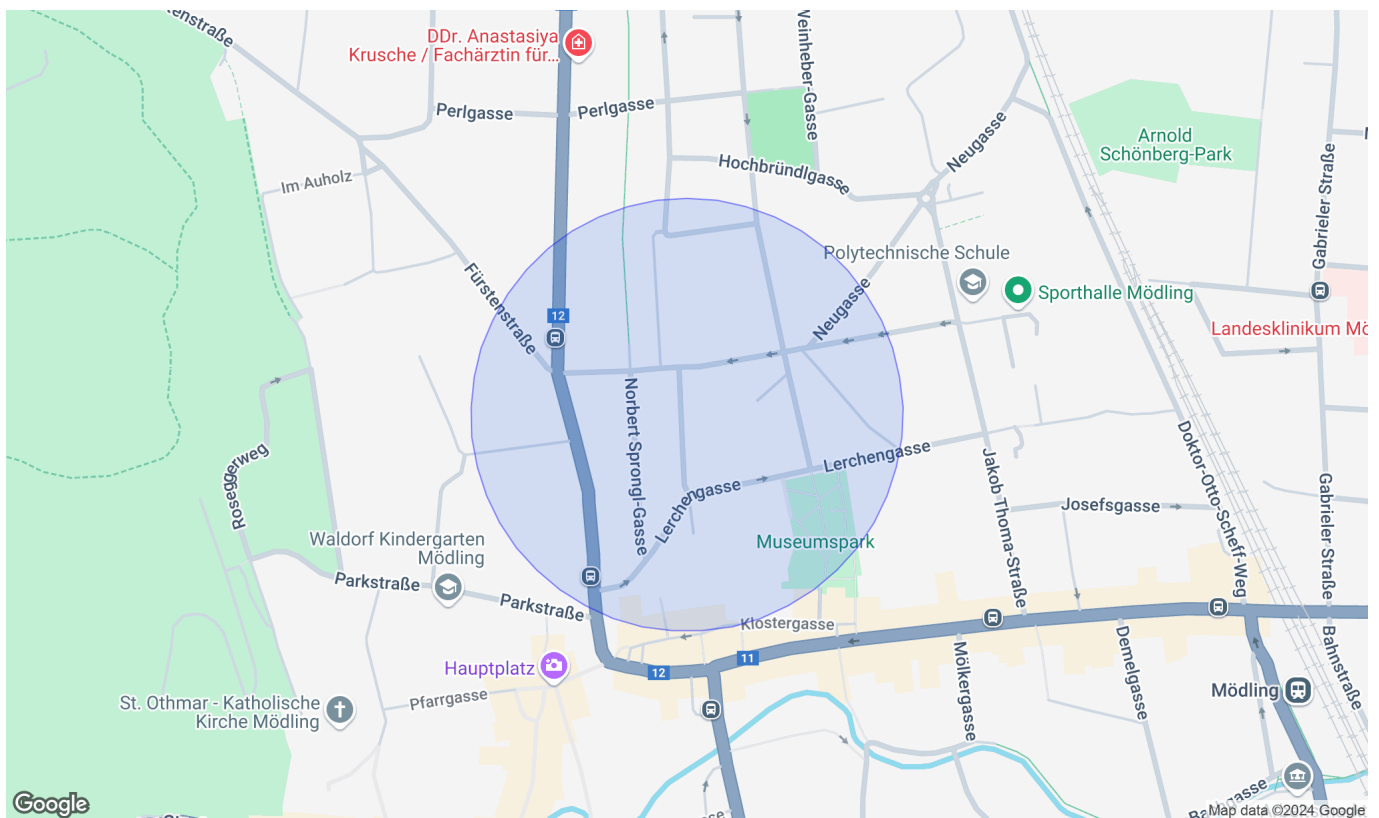 DDr. Anastasiya
Krusche / Fachärztin für...
Weinheber-Gasse
Perlgasse
Perlgasse
Arnold
Schönberg-Park
Neugasse
Hochbründlgasse
Im Auholz
Gabrieler Straße
Polytechnische Schule
Fürstenstraße
Sporthalle Mödling
Neugasse
12
Landesklinikum Mö
Norbert Sprongl-Gasse
Lerchengasse
Lerchengasse
Roseggerweg
Jakob Thoma-Straße
Doktor-Otto-Scheff-Weg
Josefsgasse
Gabrieler Straße
Waldorf Kindergarten
Mödling
Museumspark
Parkstraße
Parkstraße
Klostergasse
Mölkergasse
Demelgasse
Bahnstraße
11
12
Hauptplatz
Pfarrgasse
St. Othmar - Katholische
Kirche Mödling
Mödling
Google
Map data ©2024 Google